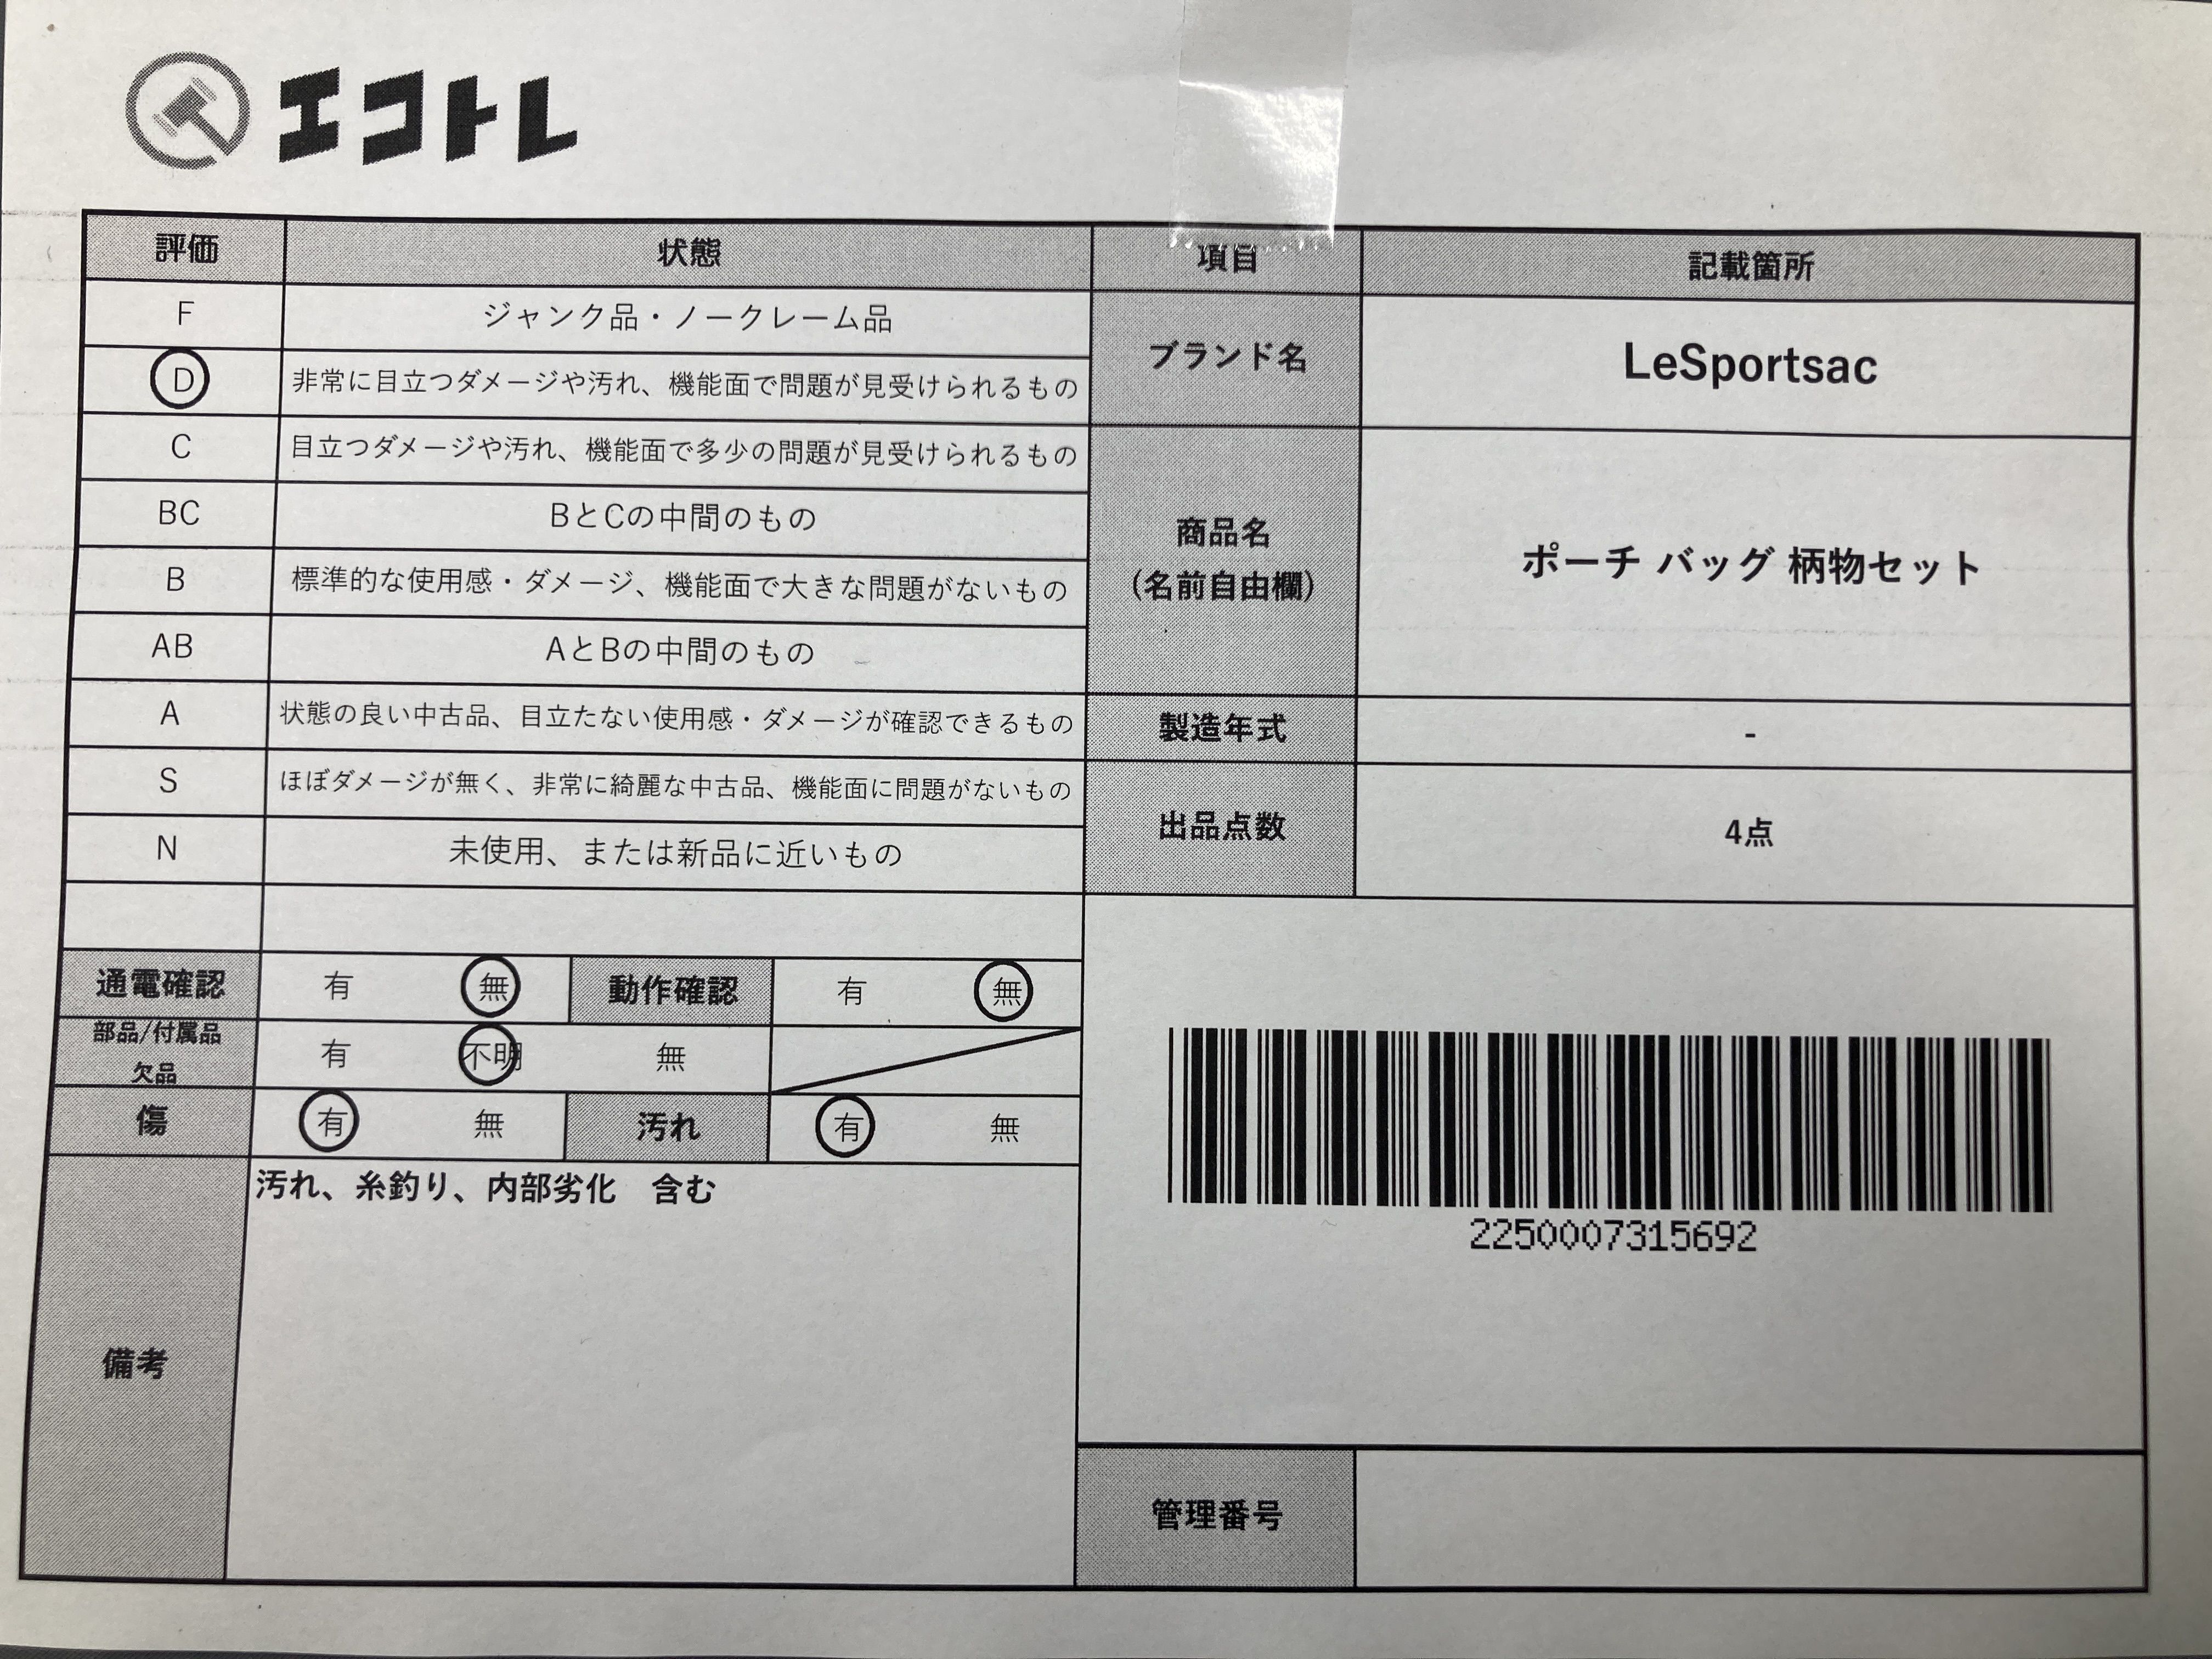 エコトレ
評価 状態 項目 記載箇所
F ジャンク品・ノークレーム品
D 非常に目立つダメージや汚れ、機能面で問題が見受けられるもの
ブランド名 LeSportsac
C 目立つダメージや汚れ、機能面で多少の問題が見受けられるもの
BC BとCの中間のもの
B 標準的な使用感・ダメージ、機能面で大きな問題がないもの
商品名
(名前自由欄)
ポーチ バッグ 柄物セット
AB AとBの中間のもの
A 状態の良い中古品、目立たない使用感・ダメージが確認できるもの
製造年式 -
S ほぼダメージが無く、非常に綺麗な中古品、機能面に問題がないもの
出品点数 4点
N 未使用、または新品に近いもの
通電確認 有 無 動作確認 有 無
部品/付属品
欠品
有 不明 無
傷 有 無 汚れ 有 無
備考
汚れ、糸釣り、内部劣化　含む
2250007315692
管理番号